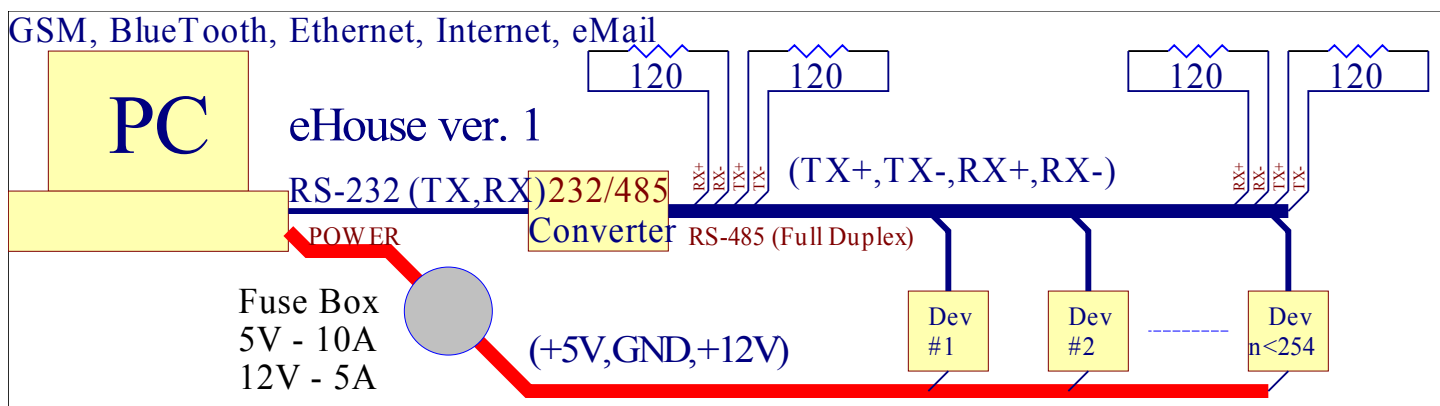 GSM, BlueTooth, Ethernet, Internet, eMail
120
120
120
120
PC
eHouse ver. 1
RX+
RX-
TX+
TX-
(TX+,TX-,RX+,RX-)
RX+
RX-
TX+
TX-
RS-232 (TX,RX)
232/485
Converter
POWER
RS-485 (Full Duplex)
Fuse Box
5V - 10A
12V - 5A
(+5V,GND,+12V)
Dev
#1
Dev
#2
Dev
n<254